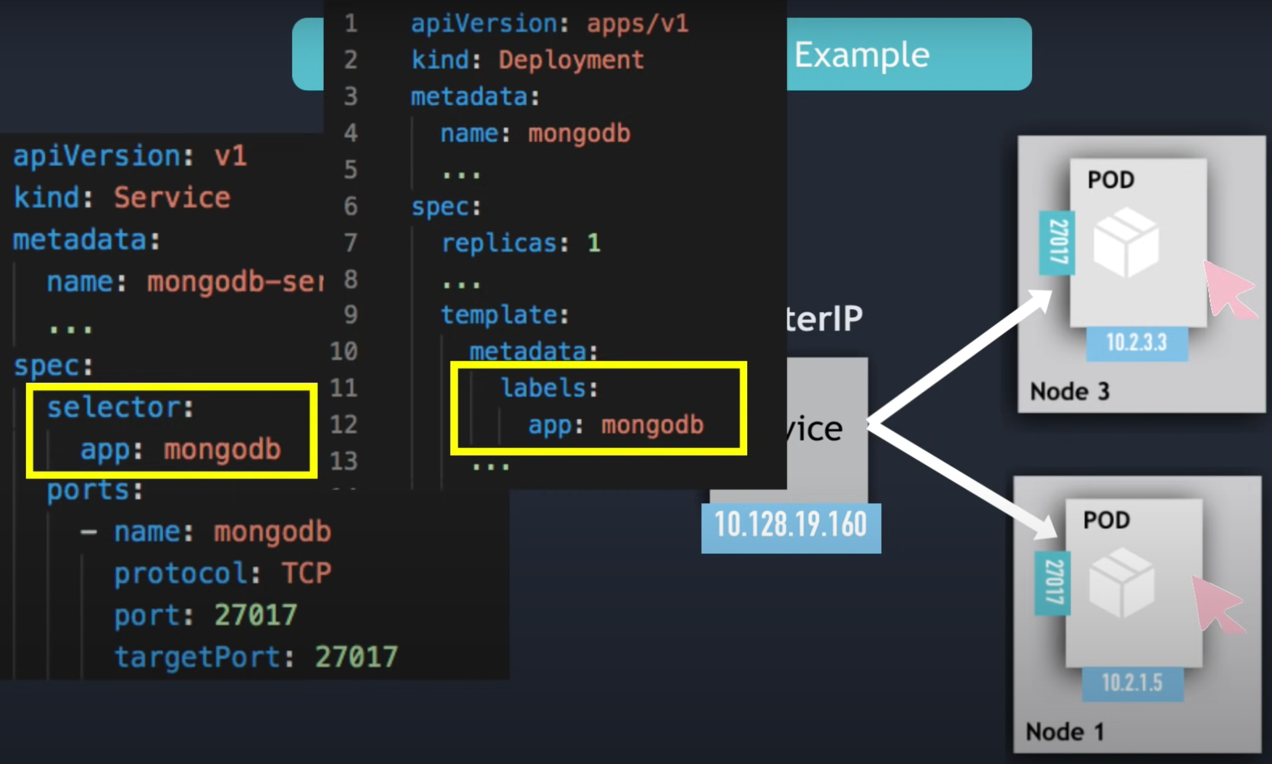 Example
apiVersion: v1
kind: Service
metadata:
name: mongodb-ser
...
spec:
selector:
app: mongodb
ports:
- name: mongodb
protocol: TCP
port: 27017
targetPort: 27017
1 apiVersion: apps/v1
2 kind: Deployment
3 metadata:
4 name: mongodb
5 ...
6 spec:
7 replicas: 1
8 ...
9 template:
10 metadata:
11 labels:
12 app: mongodb
13 ...
terIP
vice
10.128.19.160
POD
27017
10.2.3.3
Node 3
POD
27017
10.2.1.5
Node 1